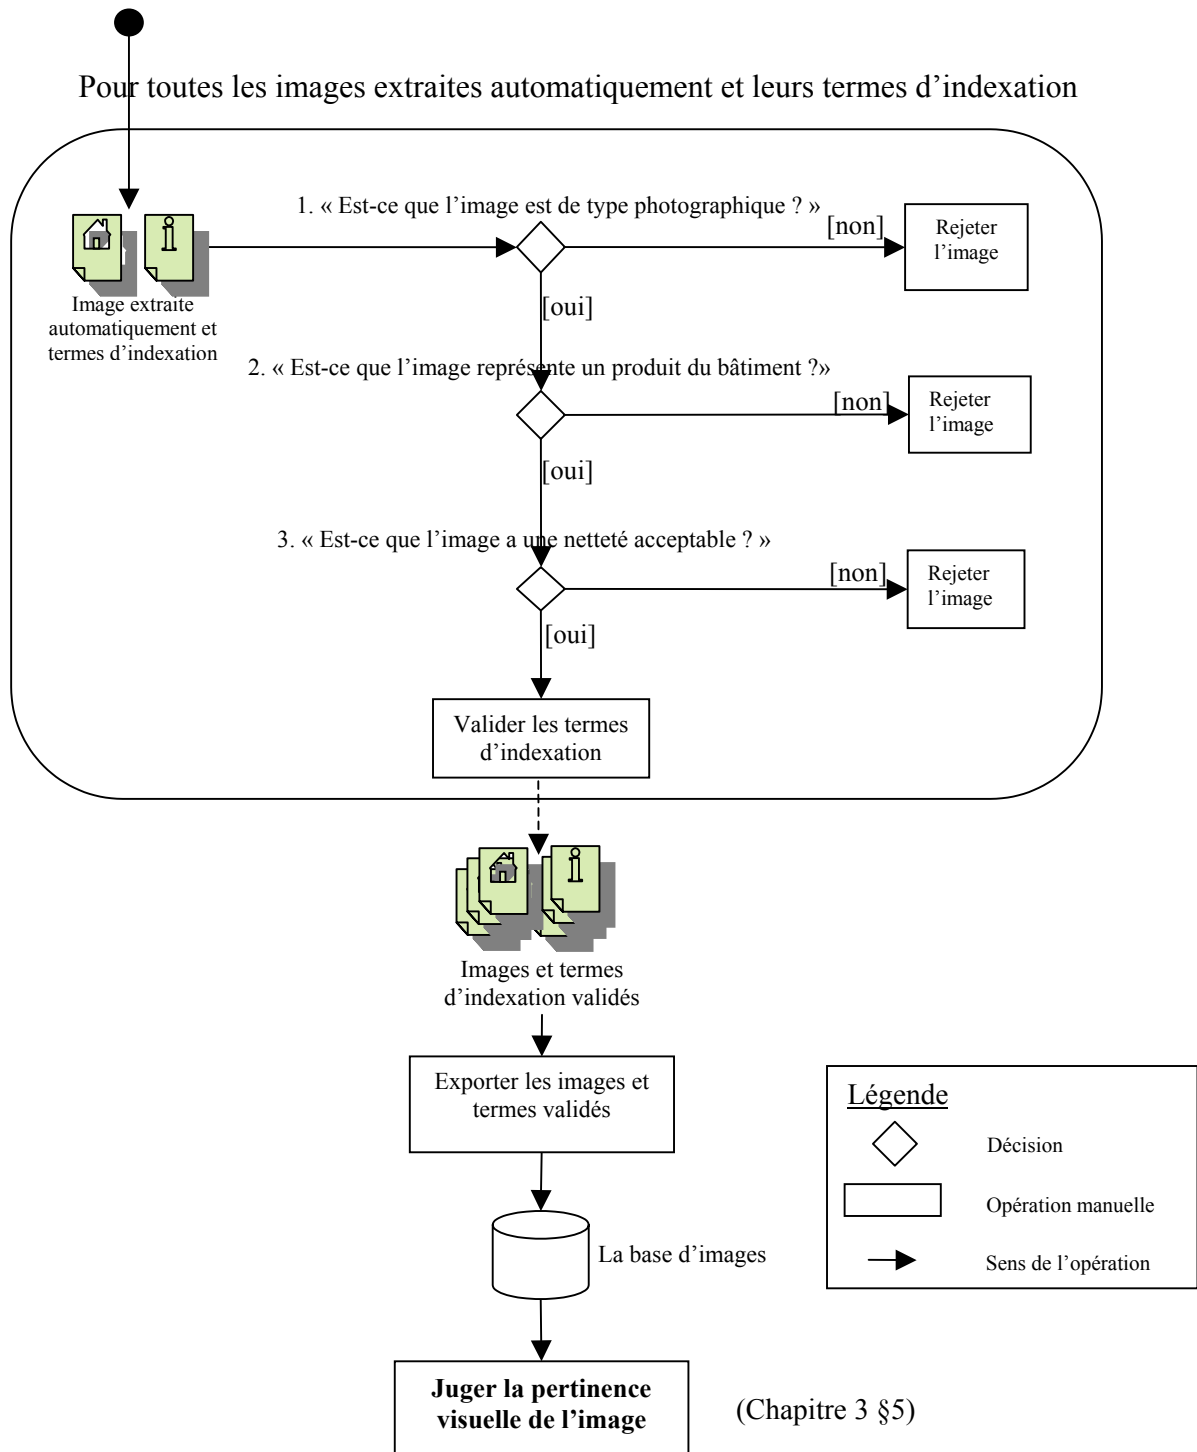 Pour toutes les images extraites automatiquement et leurs termes d’indexation
1. « Est-ce que l’image est de type photographique ? »
[non]
Rejeter
l’image
Image extraite
automatiquement et
termes d’indexation
[oui]
2. « Est-ce que l’image représente un produit du bâtiment ?»
[non]
Rejeter
l’image
[oui]
3. « Est-ce que l’image a une netteté acceptable ? »
[non]
Rejeter
l’image
[oui]
Valider les termes
d’indexation
Images et termes
d’indexation validés
Exporter les images et
termes validés
La base d’images
Juger la pertinence
visuelle de l’image
(Chapitre 3 §5)
Légende
Décision
Opération manuelle
Sens de l’opération